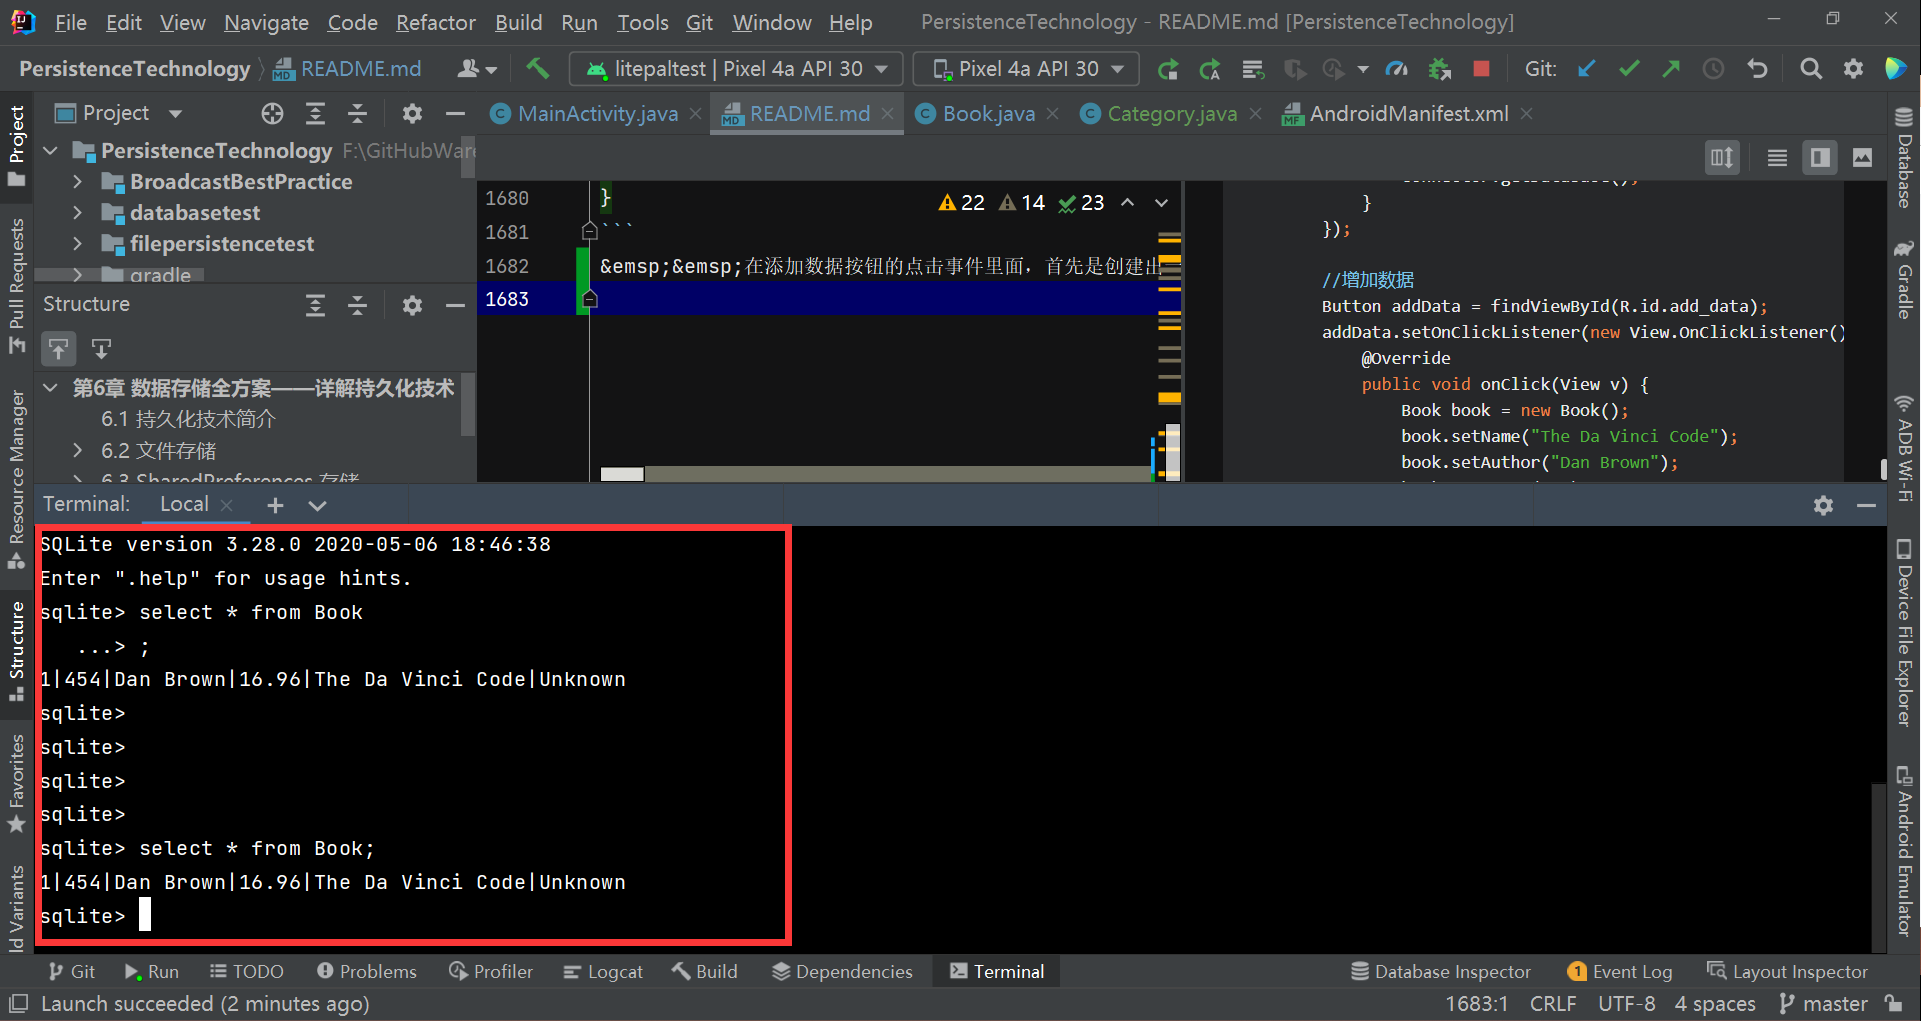 File Edit View Navigate Code Refactor Build Run Tools Git Window Help PersistenceTechnology - README.md [PersistenceTechnology]
PersistenceTechnology README.md litepaltest | Pixel 4a API 30 Pixel 4a API 30 Git:
Project
MainActivity.java README.md Book.java Category.java AndroidManifest.xml
PersistenceTechnology F:\GitHubWare
BroadcastBestPractice
databasetest
filepersistencetest
gradle
Structure
第6章 数据存储全方案——详解持久化技术
6.1 持久化技术简介
6.2 文件存储
6.3 SharedPreferences 存储
1680 }
1681 ```
1682 &emsp;&emsp;在添加数据按钮的点击事件里面，首先是创建出一
1683
22 14 23
}
});
//增加数据
Button addData = findViewById(R.id.add_data);
addData.setOnClickListener(new View.OnClickListener()
@Override
public void onClick(View v) {
Book book = new Book();
book.setName("The Da Vinci Code");
book.setAuthor("Dan Brown");
Terminal: Local
SQLite version 3.28.0 2020-05-06 18:46:38
Enter ".help" for usage hints.
sqlite> select * from Book
...> ;
1|454|Dan Brown|16.96|The Da Vinci Code|Unknown
sqlite>
sqlite>
sqlite>
sqlite>
sqlite> select * from Book;
1|454|Dan Brown|16.96|The Da Vinci Code|Unknown
sqlite>
Project
Pull Requests
Resource Manager
Structure
Favorites
ld Variants
Database
Gradle
ADB Wi-Fi
Device File Explorer
Android Emulator
Git Run TODO Problems Profiler Logcat Build Dependencies Terminal Database Inspector 1 Event Log Layout Inspector
Launch succeeded (2 minutes ago) 1683:1 CRLF UTF-8 4 spaces master